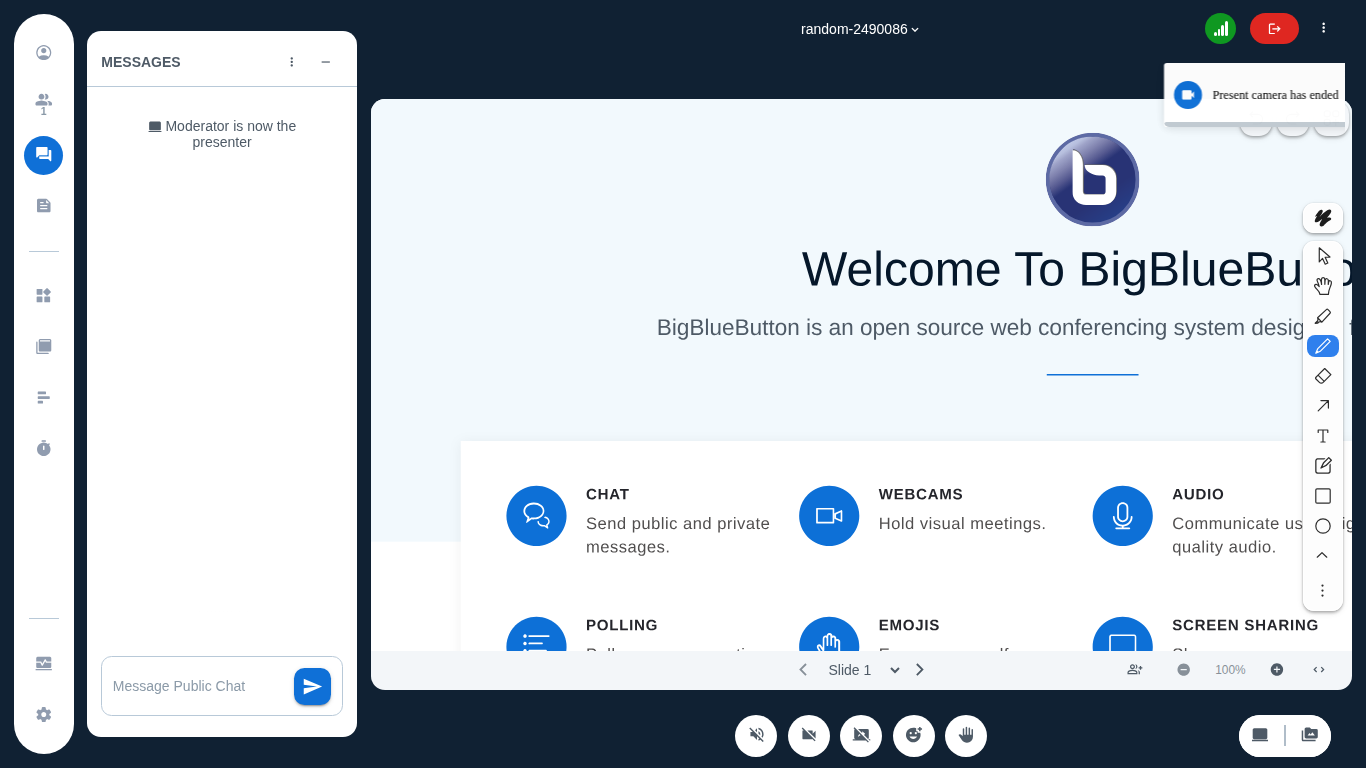 random-2490086
MESSAGES
1
Moderator is now the
presenter
Present camera has ended
Welcome To BigBlueBu
BigBlueButton is an open source web conferencing system
CHAT
Send public and private
messages.
WEBCAMS
Hold visual meetings.
AUDIO
Communicate
quality audio.
POLLING
EMOJIS
SCREEN SHARING
Message Public Chat
Slide 1
100%